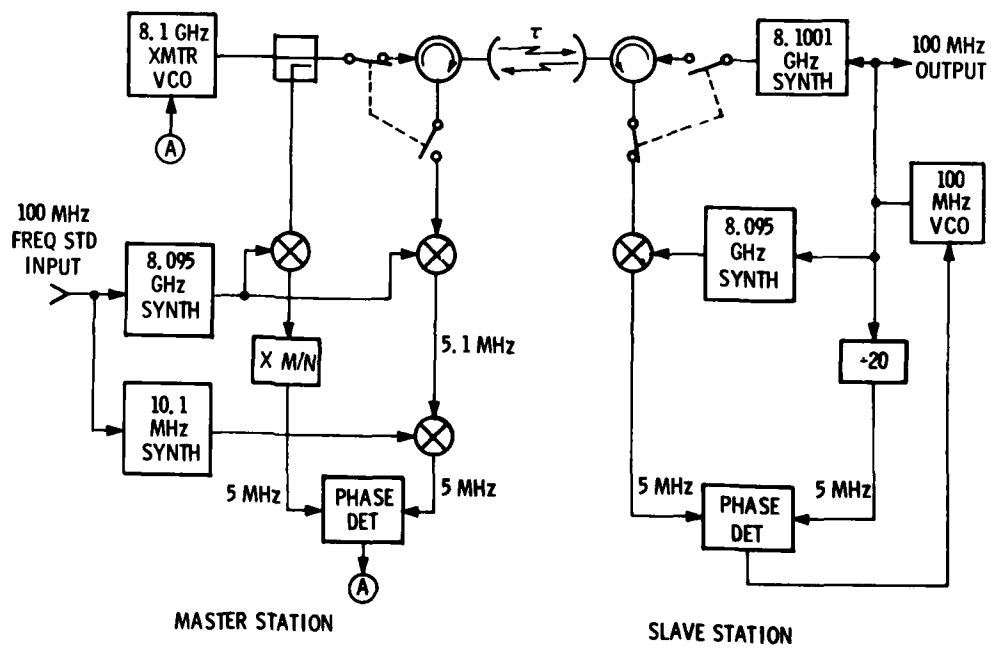 8.1 GHz
XMTR
VCO
A
τ
8.1001
GHz
SYNTH
100 MHz
OUTPUT
100 MHz
FREQ STD
INPUT
8.095
GHz
SYNTH
8.095
GHz
SYNTH
100
MHz
VCO
5.1 MHz
X M/N
÷20
10.1
MHz
SYNTH
5 MHz
PHASE
DET
5 MHz
5 MHz
PHASE
DET
5 MHz
A
MASTER STATION
SLAVE STATION